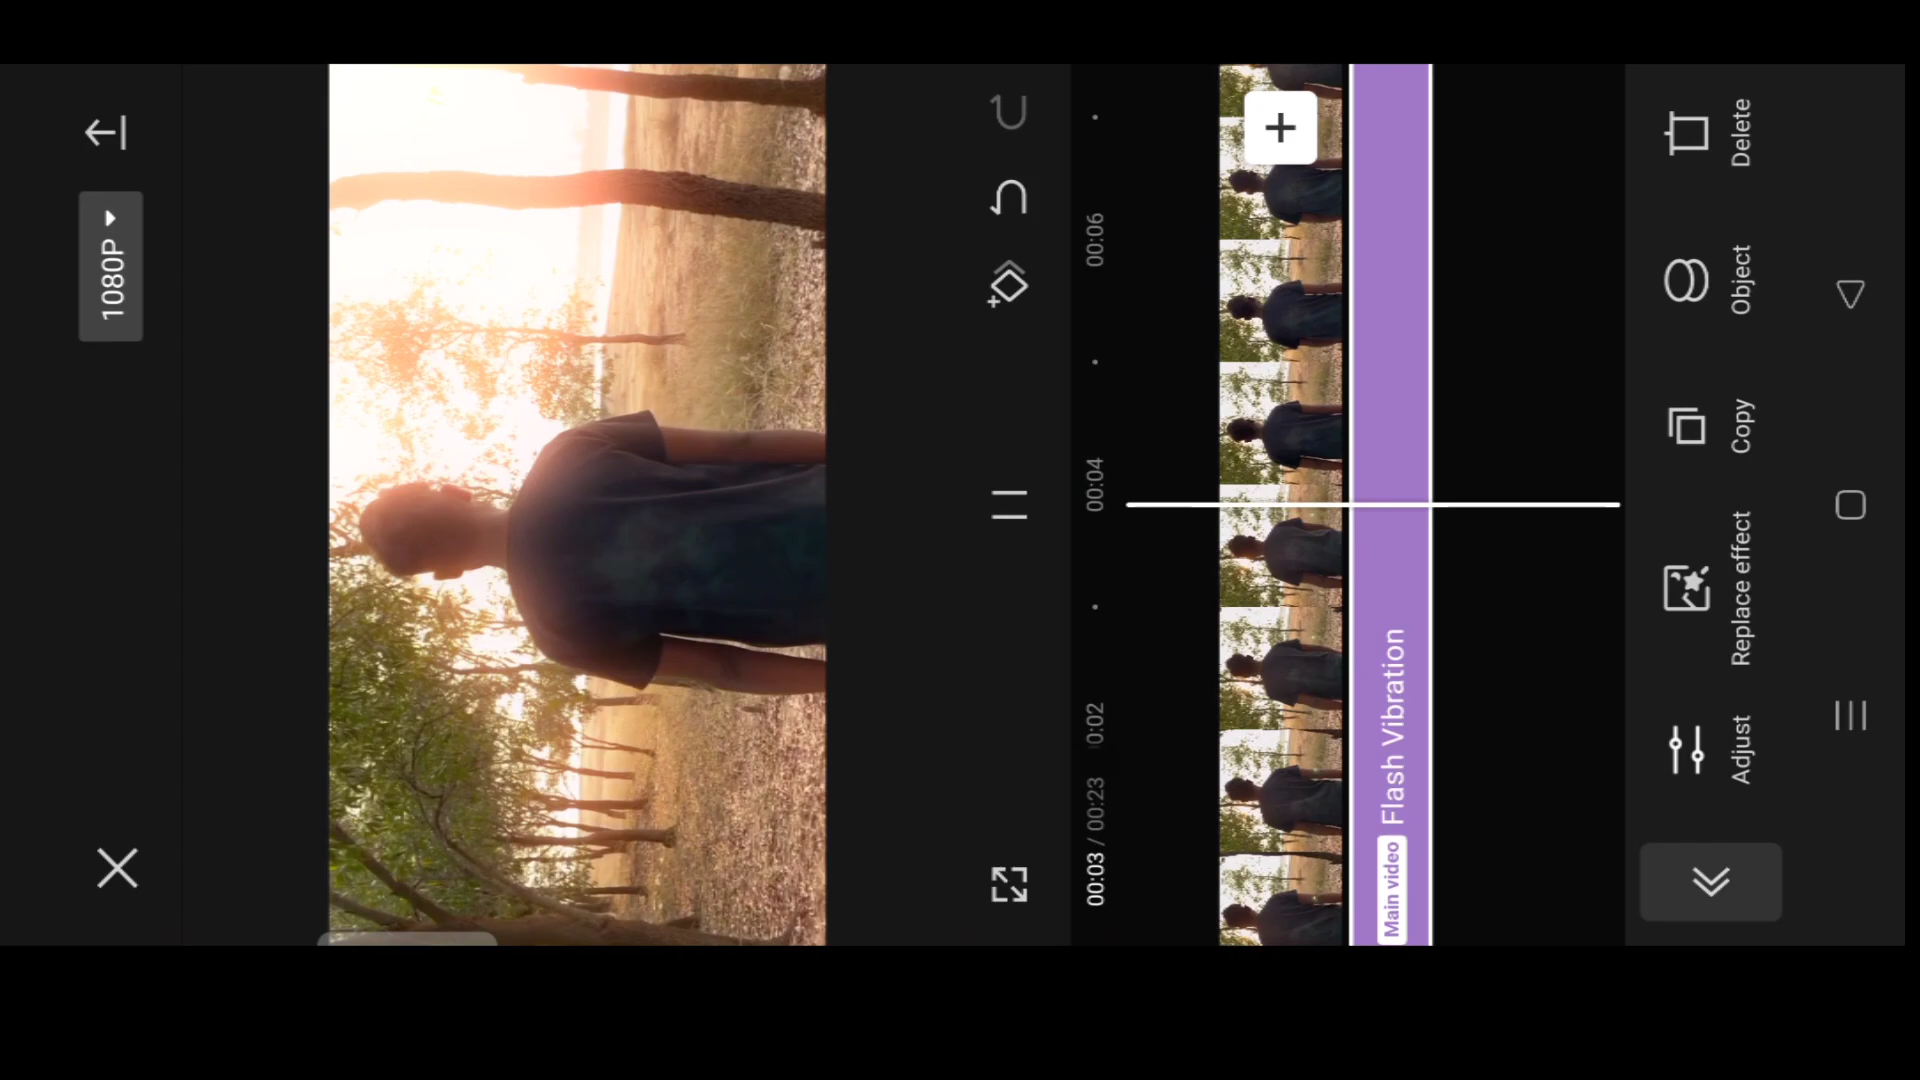 1080P
00:03 / 00:23
0:02
00:04
00:06
Main video Flash Vibration
Adjust
Replace effect
Copy
Object
Delete